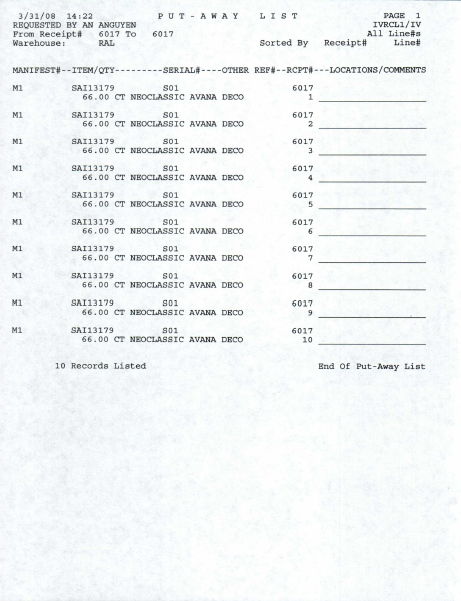 3/31/08 14:22 P U T - A W A Y L I S T PAGE 1
REQUESTED BY AN ANGUYEN IVRCL1/IV
From Receipt# 6017 To 6017 All Line#s
Warehouse: RAL Sorted By Receipt# Line#
MANIFEST#--ITEM/QTY---------SERIAL#----OTHER REF#--RCPT#---LOCATIONS/COMMENTS
M1 SAI13179 S01 6017
66.00 CT NEOCLASSIC AVANA DECO 1
M1 SAI13179 S01 6017
66.00 CT NEOCLASSIC AVANA DECO 2
M1 SAI13179 S01 6017
66.00 CT NEOCLASSIC AVANA DECO 3
M1 SAI13179 S01 6017
66.00 CT NEOCLASSIC AVANA DECO 4
M1 SAI13179 S01 6017
66.00 CT NEOCLASSIC AVANA DECO 5
M1 SAI13179 S01 6017
66.00 CT NEOCLASSIC AVANA DECO 6
M1 SAI13179 S01 6017
66.00 CT NEOCLASSIC AVANA DECO 7
M1 SAI13179 S01 6017
66.00 CT NEOCLASSIC AVANA DECO 8
M1 SAI13179 S01 6017
66.00 CT NEOCLASSIC AVANA DECO 9
M1 SAI13179 S01 6017
66.00 CT NEOCLASSIC AVANA DECO 10
10 Records Listed End Of Put-Away List